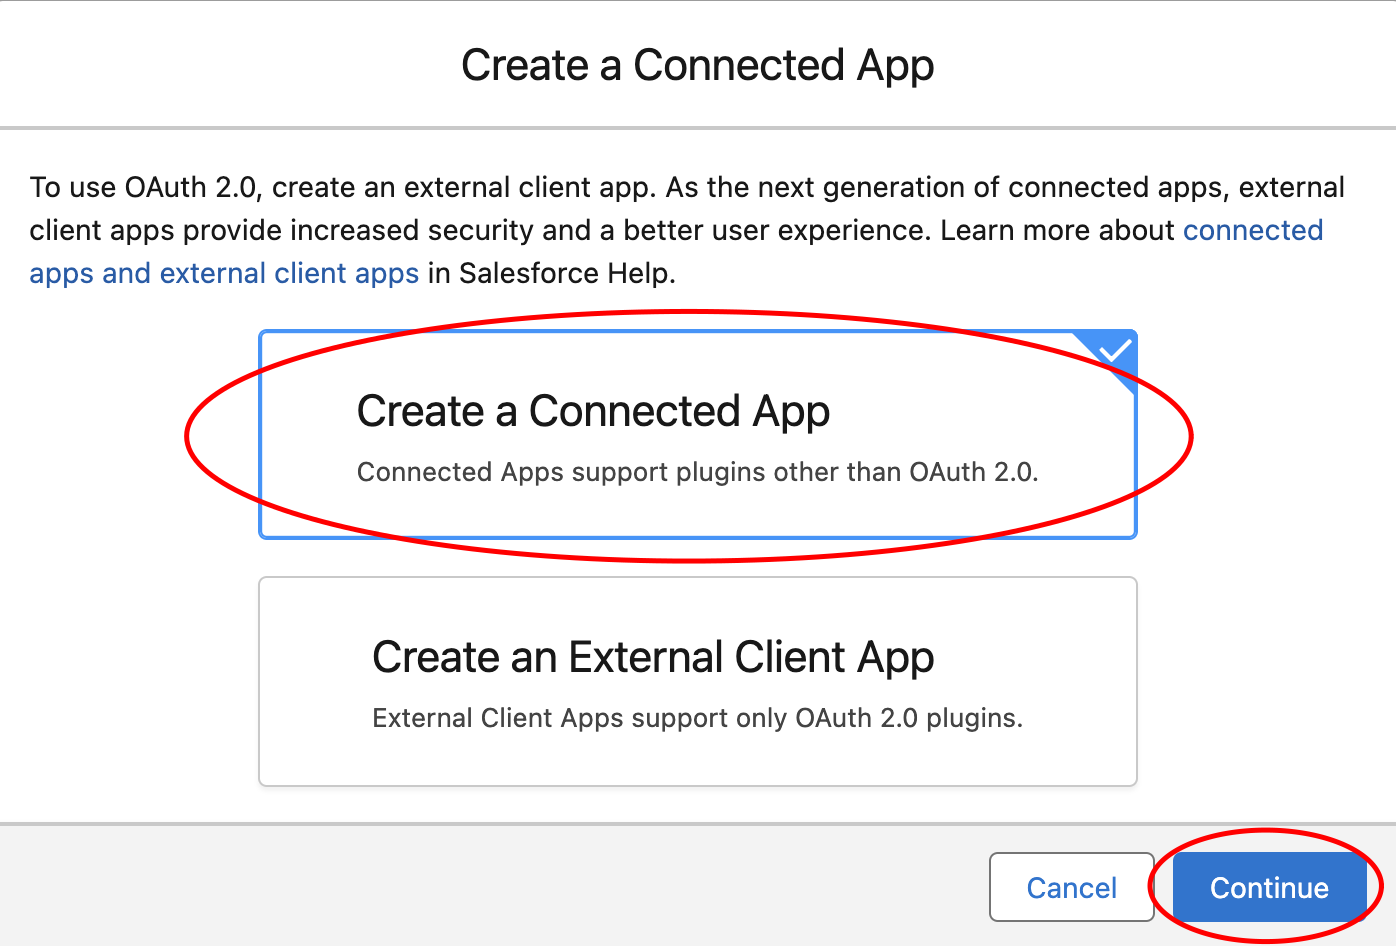 Create a Connected App
To use OAuth 2.0, create an external client app. As the next generation of connected apps, external
client apps provide increased security and a better user experience. Learn more about connected
apps and external client apps in Salesforce Help.
Create a Connected App
Connected Apps support plugins other than OAuth 2.0.
Create an External Client App
External Client Apps support only OAuth 2.0 plugins.
Cancel
Continue